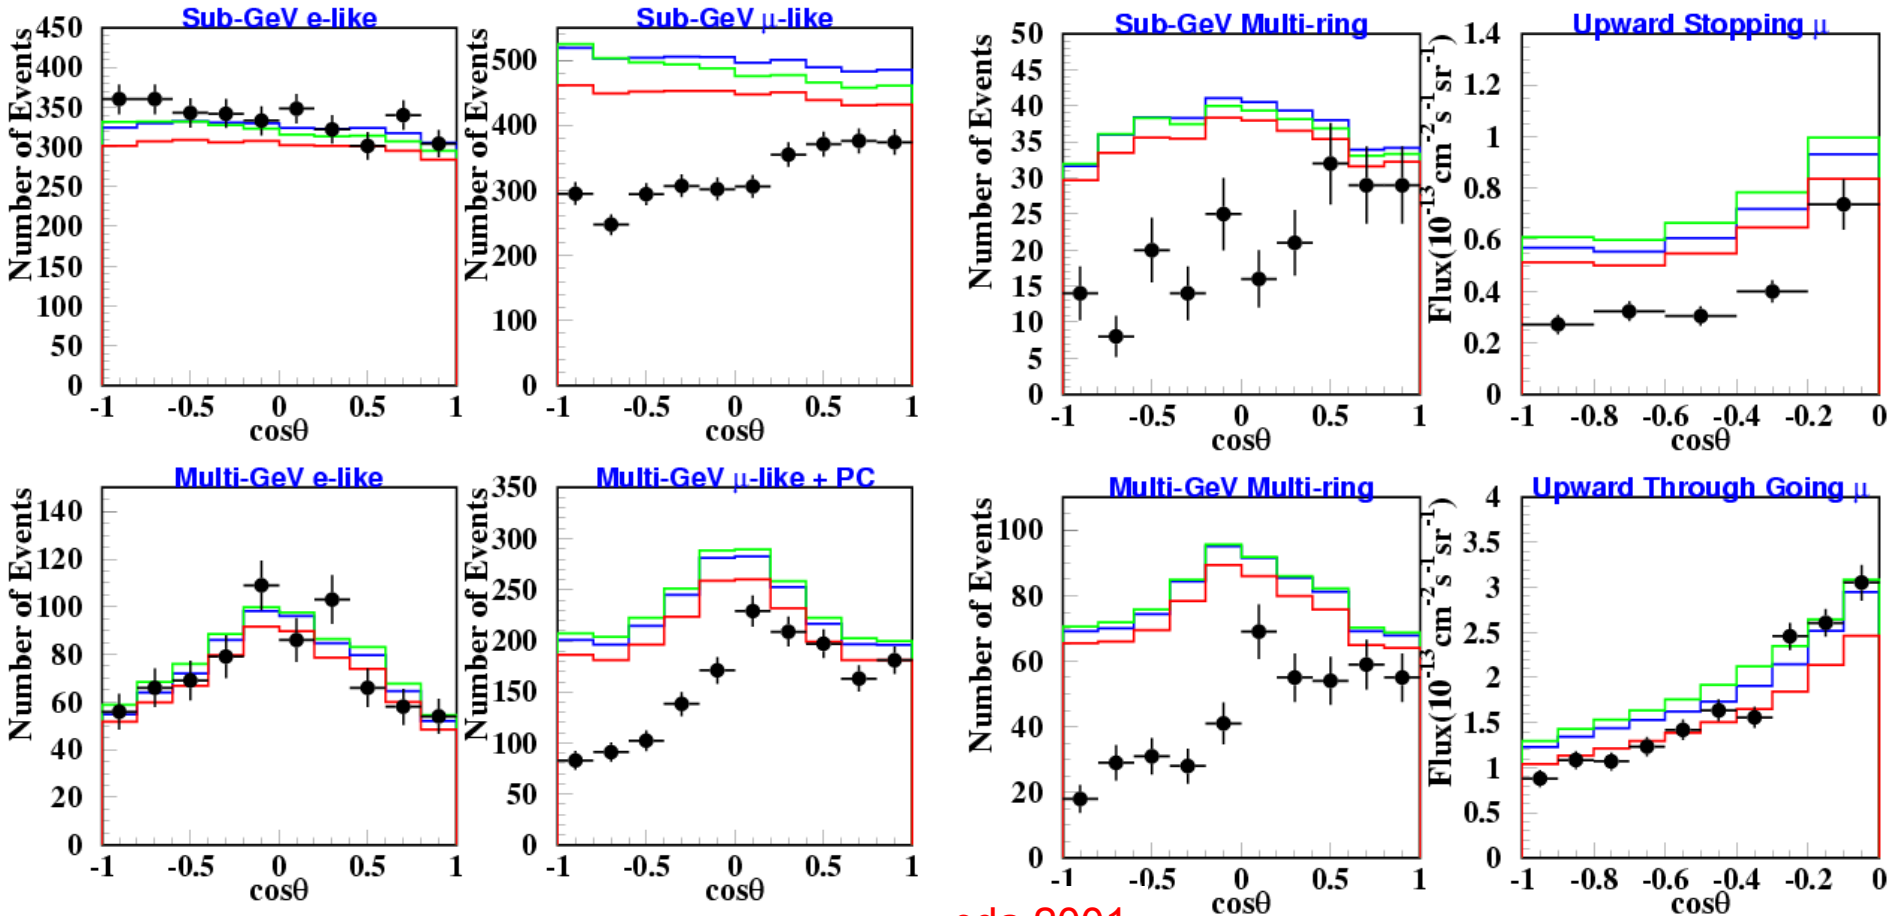 Sub-GeV e-like
Number of Events
450
400
350
300
250
200
150
100
50
0
-1 -0.5 0 0.5 1
cosθ
Sub-GeV μ-like
Number of Events
500
400
300
200
100
0
-1 -0.5 0 0.5 1
cosθ
Sub-GeV Multi-ring
Number of Events
50
45
40
35
30
25
20
15
10
5
0
-1 -0.5 0 0.5 1
cosθ
Upward Stopping μ
Flux(10-13cm-2s-1sr-1)
1.4
1.2
1
0.8
0.6
0.4
0.2
0
-1 -0.8 -0.6 -0.4 -0.2 0
cosθ
Multi-GeV e-like
Number of Events
140
120
100
80
60
40
20
0
-1 -0.5 0 0.5 1
cosθ
Multi-GeV μ-like + PC
Number of Events
350
300
250
200
150
100
50
0
-1 -0.5 0 0.5 1
cosθ
Multi-GeV Multi-ring
Number of Events
100
80
60
40
20
0
-1 -0.5 0 0.5 1
cosθ
Upward Through Going μ
Flux(10-13cm-2s-1sr-1)
4
3.5
3
2.5
2
1.5
1
0.5
0
-1 -0.8 -0.6 -0.4 -0.2 0
cosθ